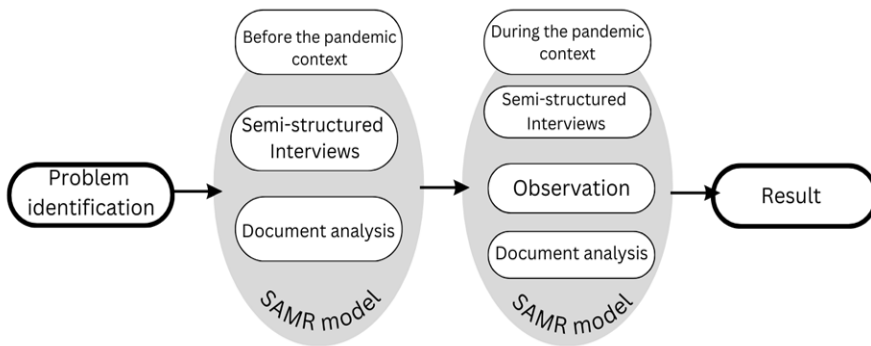 Problem
identification
Before the pandemic
context
Semi-structured
Interviews
Document analysis
SAMR model
During the pandemic
context
Semi-structured
Interviews
Observation
Document analysis
SAMR model
Result